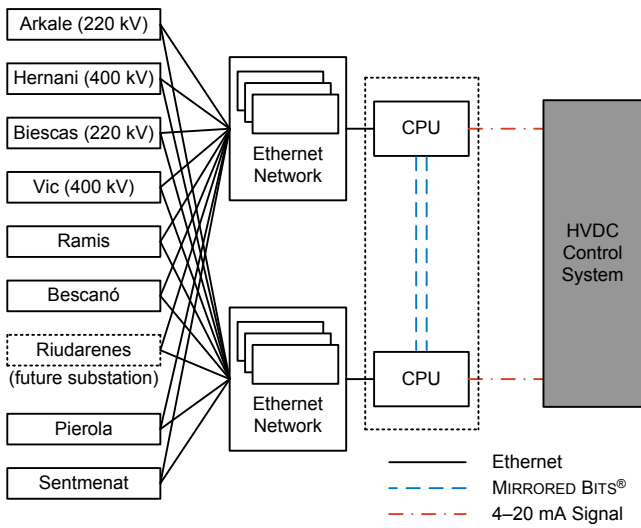 Arkale (220 kV)
Hernani (400 kV)
Biescas (220 kV)
Vic (400 kV)
Ramis
Bescanó
Riudarenes
(future substation)
Pierola
Sentmenat
Ethernet
Network
Ethernet
Network
CPU
CPU
HVDC
Control
System
Ethernet
MIRRORED BITS®
4–20 mA Signal